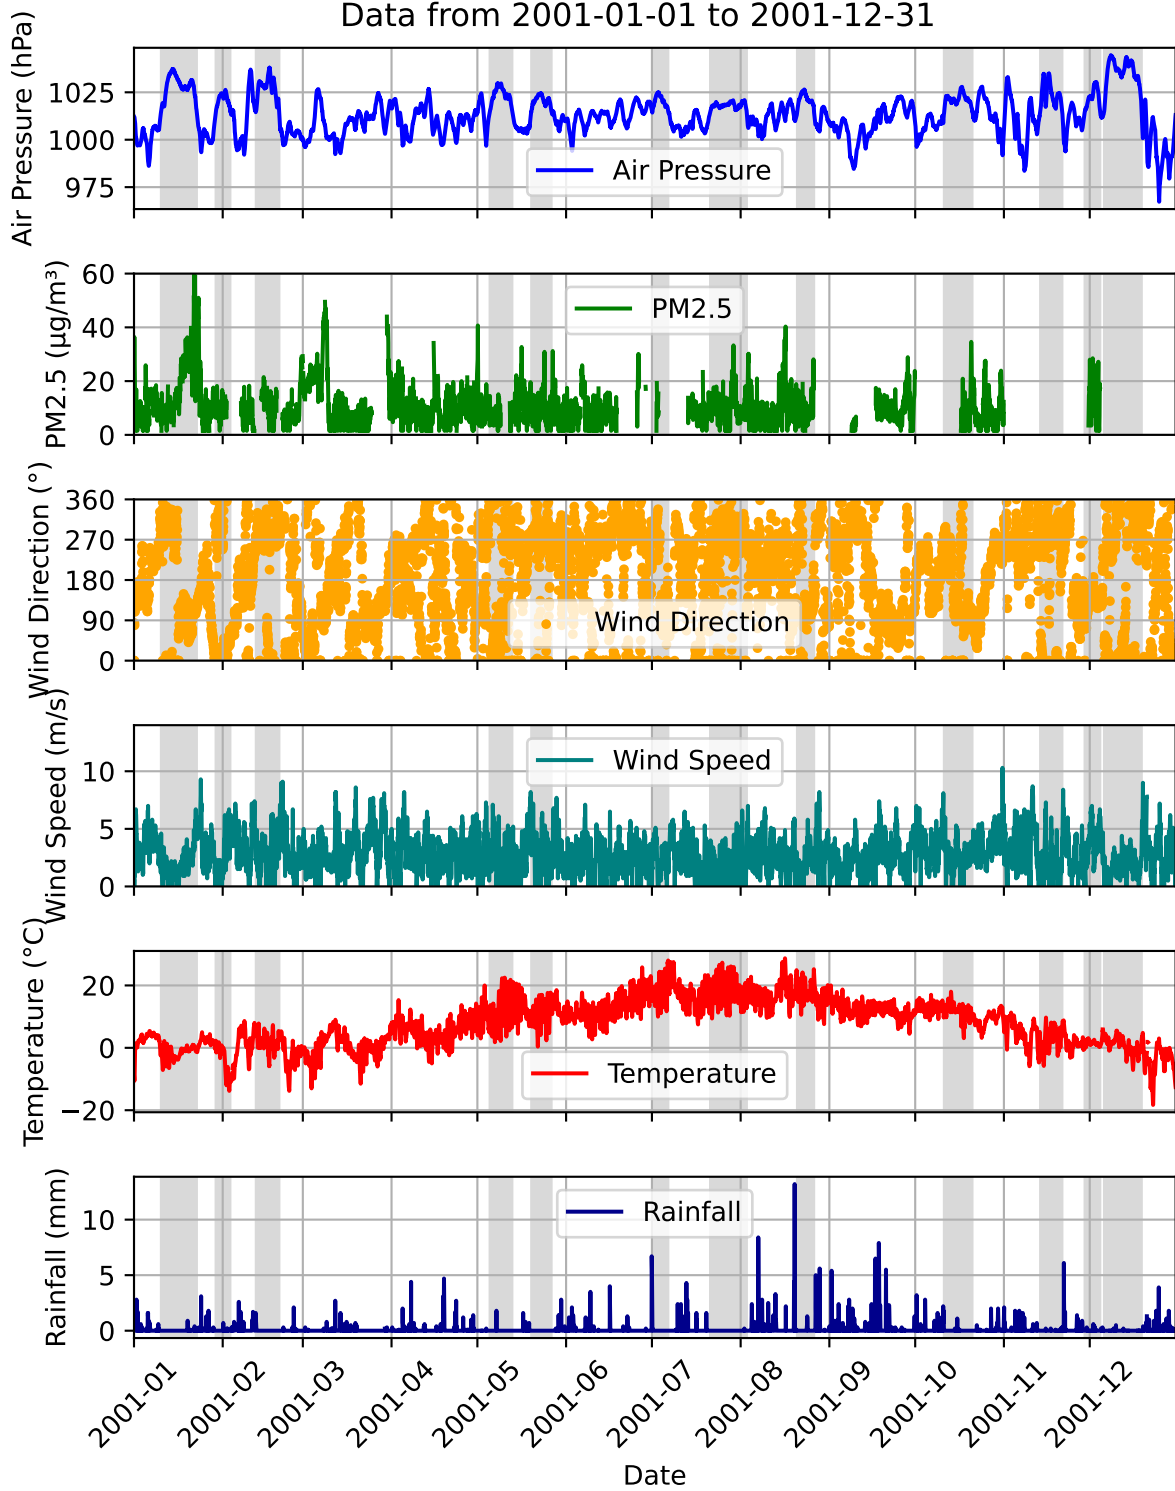 Data from 2001-01-01 to 2001-12-31
Air Pressure (hPa)
1025
1000
975
Air Pressure
PM2.5 (µg/m³)
60
40
20
0
PM2.5
Wind Direction (°)
360
270
180
90
0
Wind Direction
Wind Speed (m/s)
10
5
0
Wind Speed
Temperature (°C)
20
0
−20
Temperature
Rainfall (mm)
10
5
0
Rainfall
2001-01
2001-02
2001-03
2001-04
2001-05
2001-06
2001-07
2001-08
2001-09
2001-10
2001-11
2001-12
Date